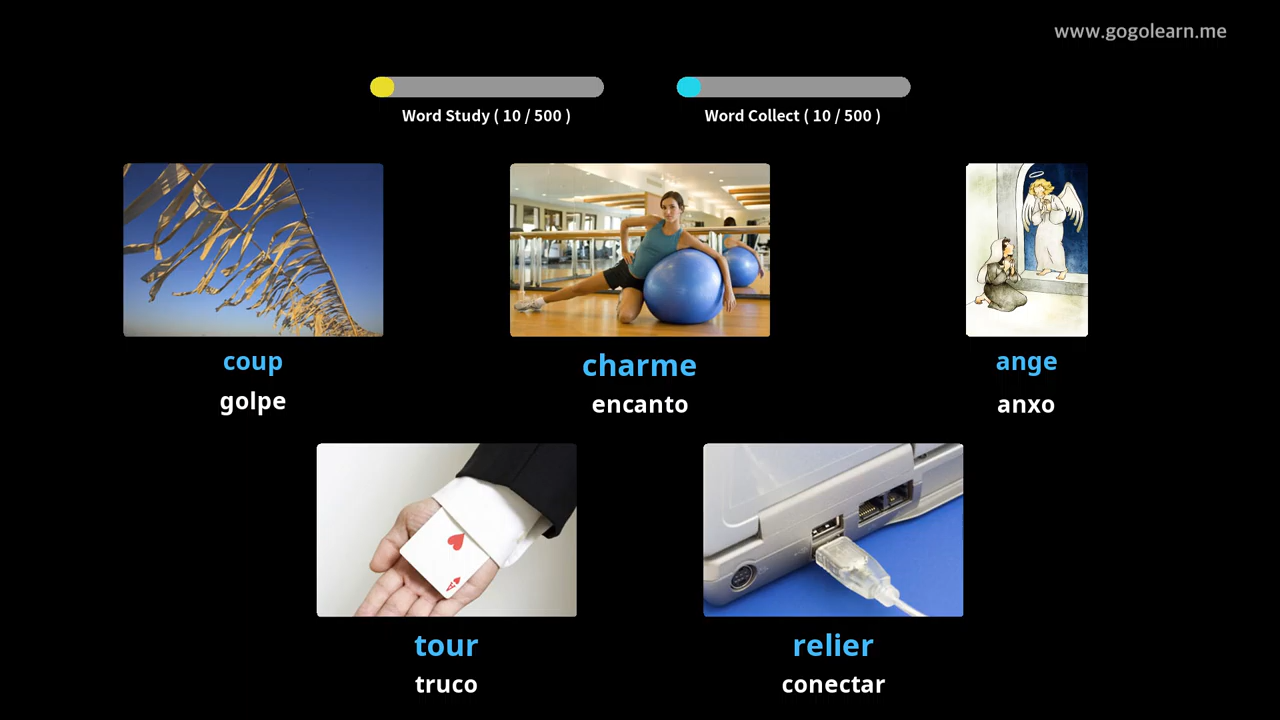 www.gogolearn.me
Word Study ( 10 / 500 )
Word Collect ( 10 / 500 )
coup
golpe
charme
encanto
ange
anxo
tour
truco
relier
conectar